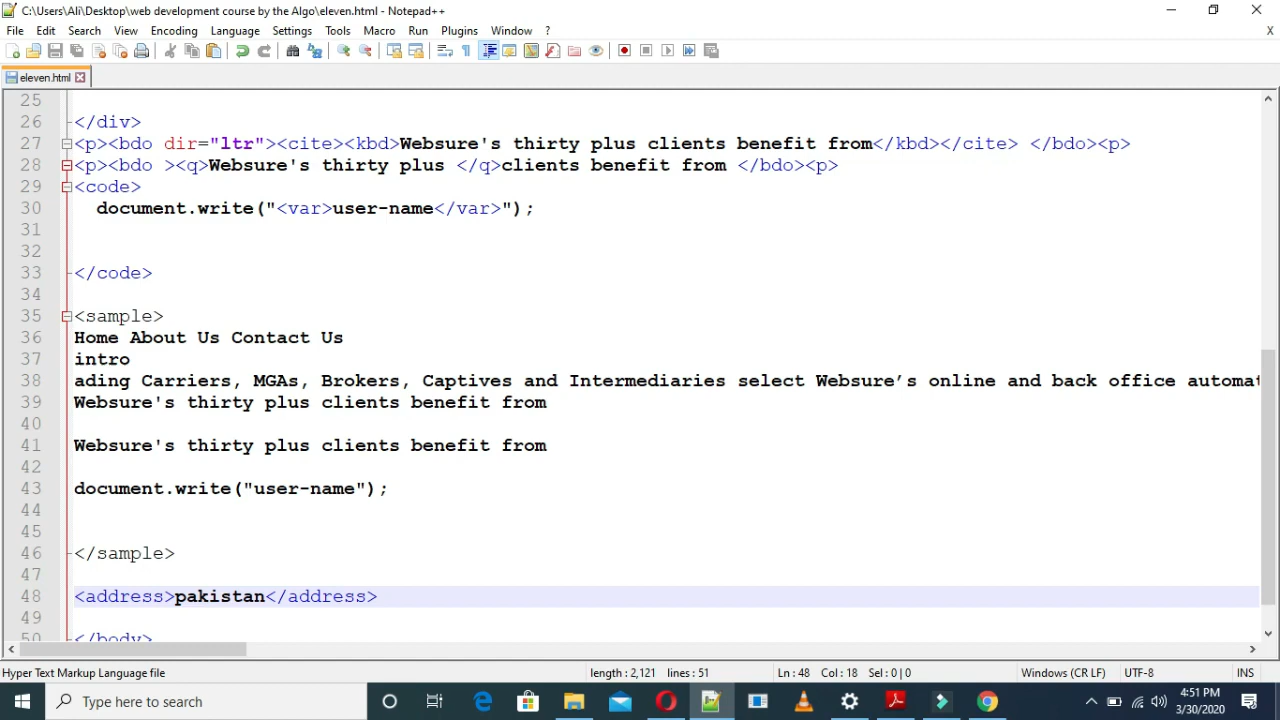 C:\Users\Ali\Desktop\web development course by the Algo\eleven.html - Notepad++
File Edit Search View Encoding Language Settings Tools Macro Run Plugins Window ? X
eleven.html
25
26 </div>
27 <p><bdo dir="ltr"><cite><kbd>Websure's thirty plus clients benefit from</kbd></cite> </bdo><p>
28 <p><bdo ><q>Websure's thirty plus </q>clients benefit from </bdo><p>
29 <code>
30 document.write("<var>user-name</var>");
31
32
33 </code>
34
35 <sample>
36 Home About Us Contact Us
37 intro
38 ading Carriers, MGAs, Brokers, Captives and Intermediaries select Websure’s online and back office automat
39 Websure's thirty plus clients benefit from
40
41 Websure's thirty plus clients benefit from
42
43 document.write("user-name");
44
45
46 </sample>
47
48 <address>pakistan</address>
49
50 </body>
Hyper Text Markup Language file length : 2,121 lines : 51 Ln : 48 Col : 18 Sel : 0 | 0 Windows (CR LF) UTF-8 INS
Type here to search
4:51 PM
3/30/2020